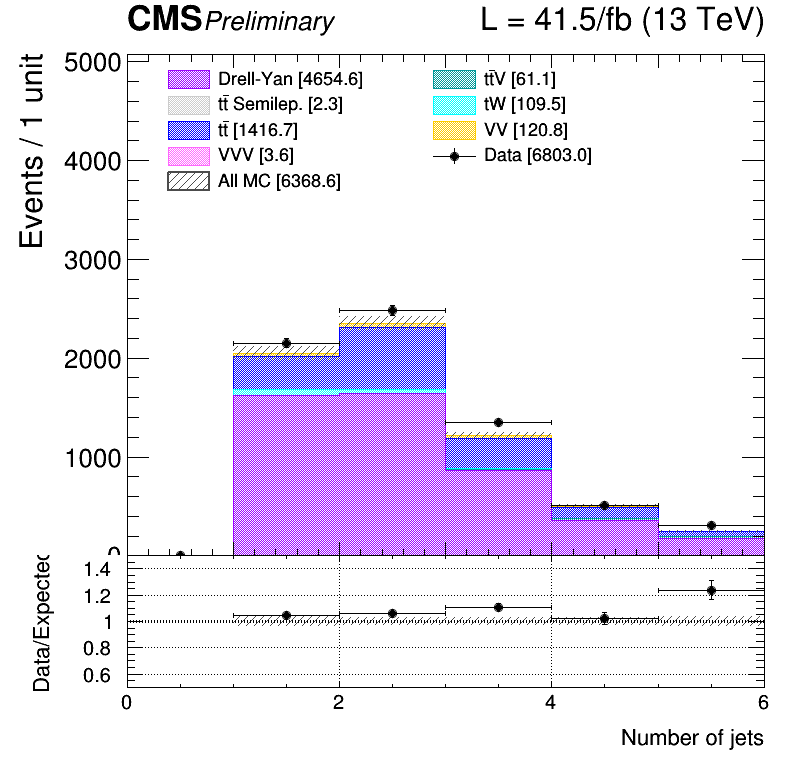 CMS Preliminary L = 41.5/fb (13 TeV)
Events / 1 unit
5000
4000
3000
2000
1000
0
Drell-Yan [4654.6]
tt̄ Semilep. [2.3]
tt̄ [1416.7]
VVV [3.6]
All MC [6368.6]
tt̄V [61.1]
tW [109.5]
VV [120.8]
Data [6803.0]
Data/Expected
1.4
1.2
1
0.8
0.6
0 2 4 6
Number of jets